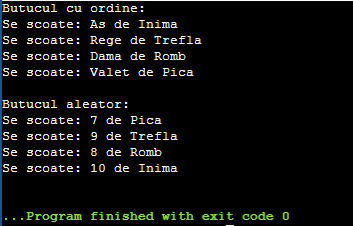 Butucul cu ordine:
Se scoate: As de Inima
Se scoate: Rege de Trefla
Se scoate: Dama de Romb
Se scoate: Valet de Pica
Butucul aleator:
Se scoate: 7 de Pica
Se scoate: 9 de Trefla
Se scoate: 8 de Romb
Se scoate: 10 de Inima
...Program finished with exit code 0